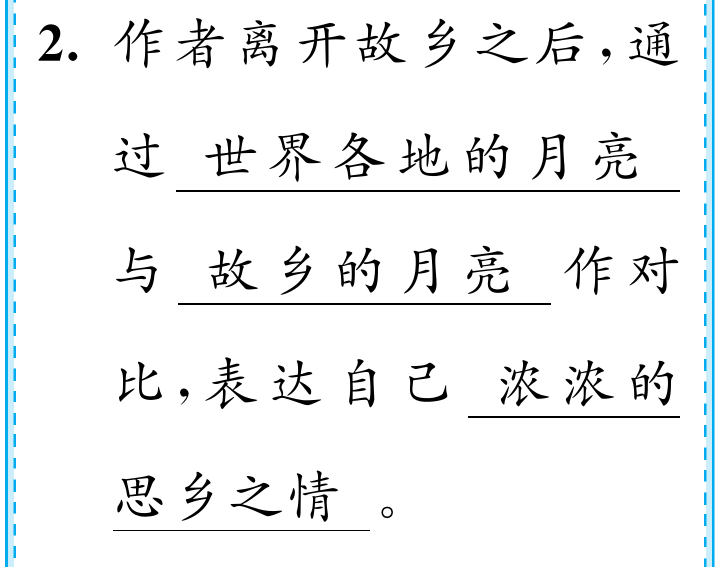 2. 作者离开故乡之后,通
过 世界各地的月亮
与 故乡的月亮 作对
比,表达自己 浓浓的
思乡之情 。